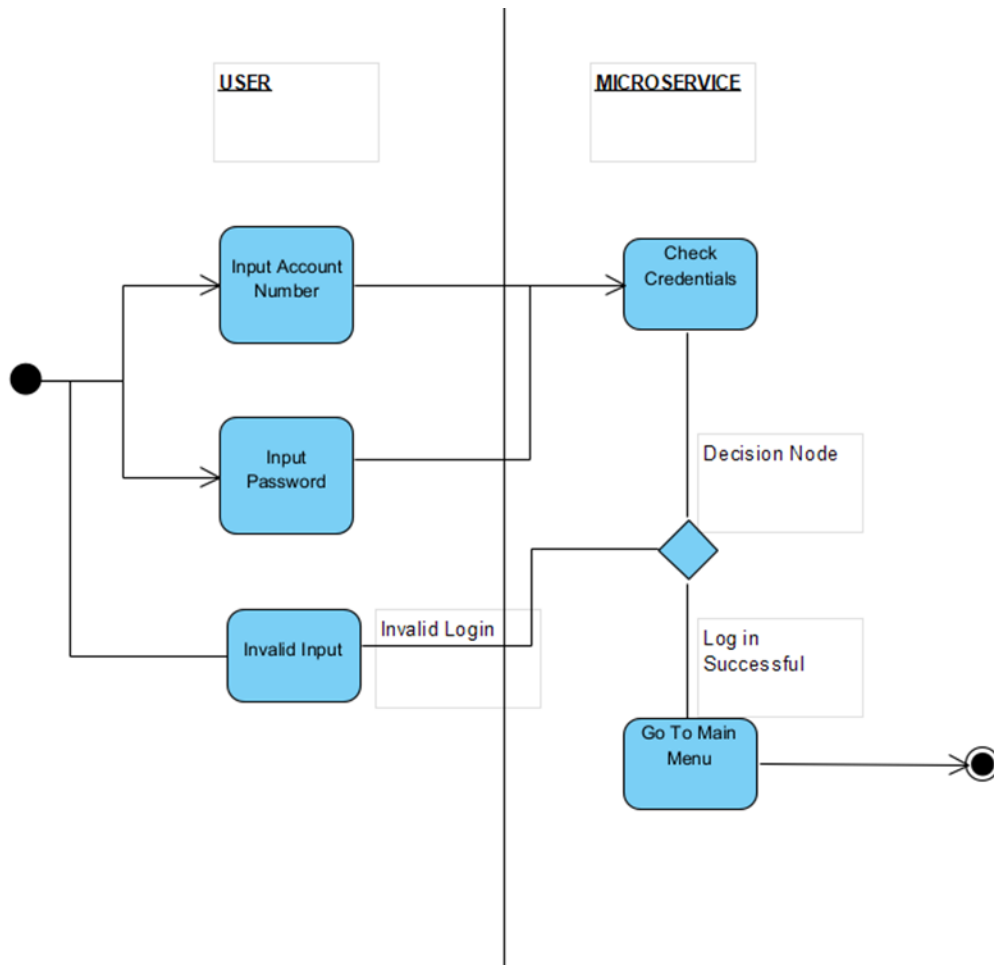 USER
MICROSERVICE
Input Account
Number
Check
Credentials
Input
Password
Decision Node
Invalid Input
Invalid Login
Log in
Successful
Go To Main
Menu